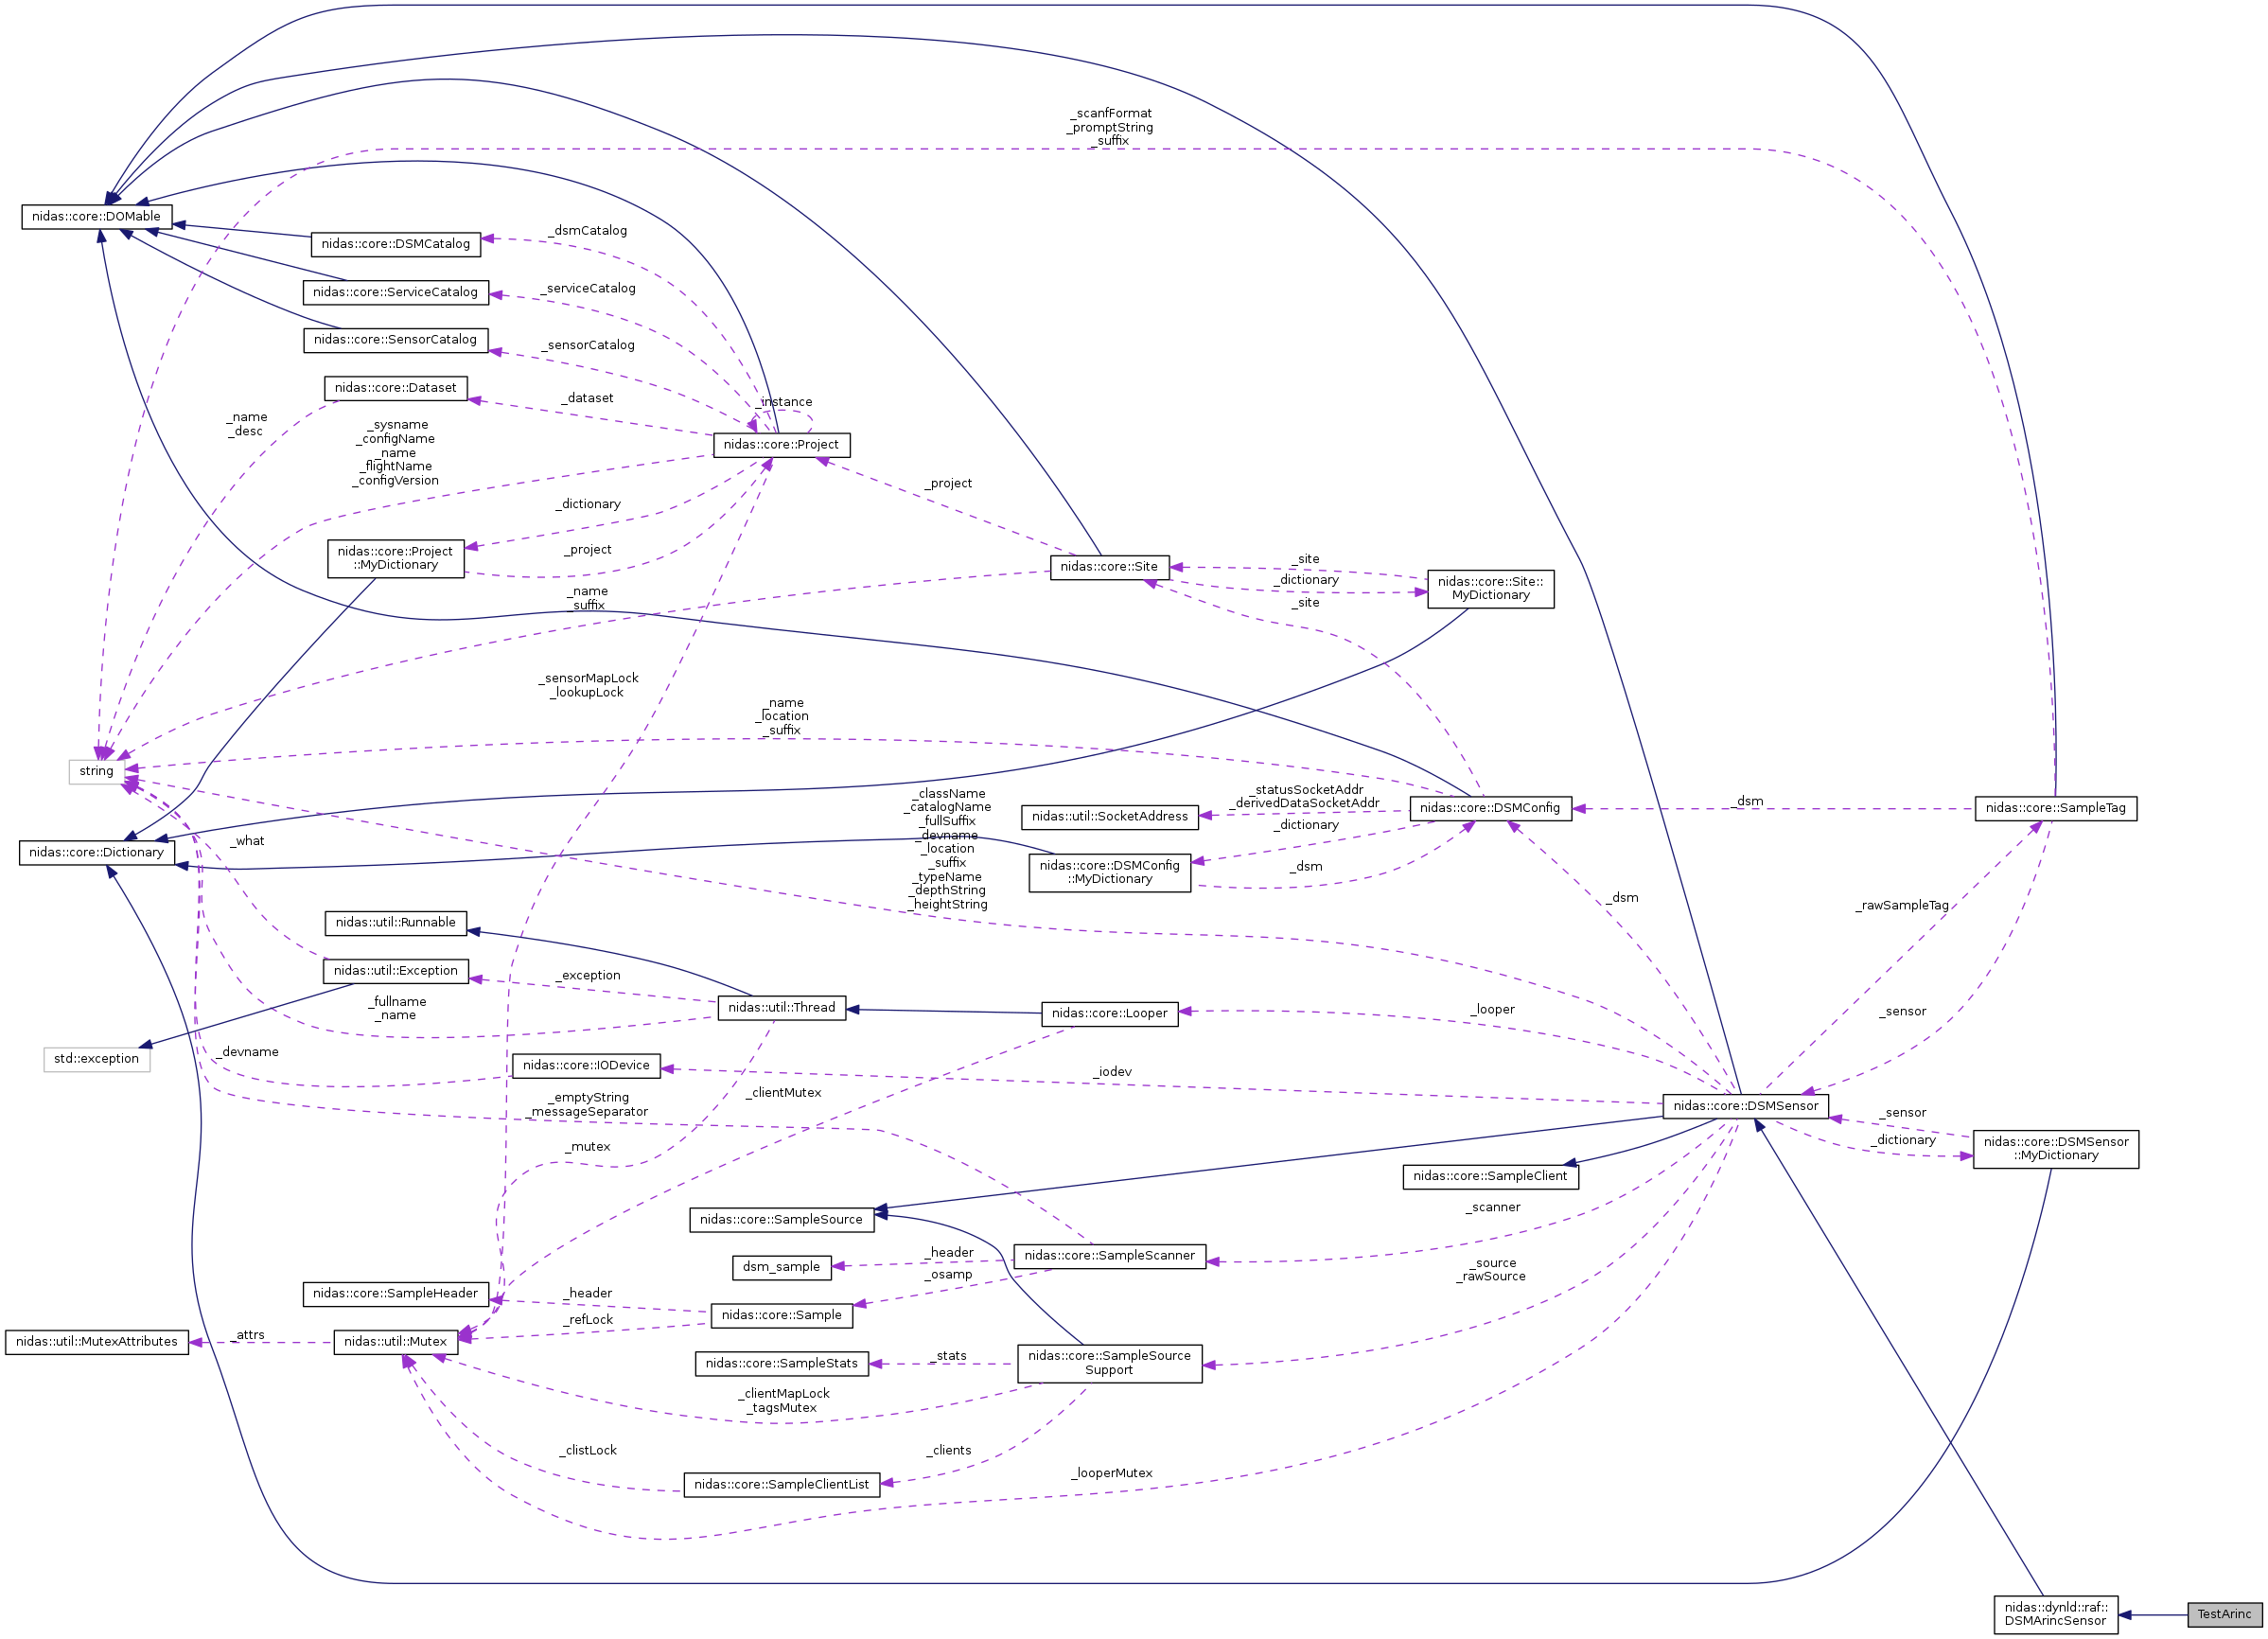 _scanfFormat
_promptString
_suffix
nidas::core::DOMable
_dsmCatalog
nidas::core::DSMCatalog
_serviceCatalog
nidas::core::ServiceCatalog
nidas::core::SensorCatalog
_sensorCatalog
nidas::core::Dataset
_dataset
_instance
_name
_desc
_sysname
_configName
_name
_flightName
_configVersion
nidas::core::Project
_project
_dictionary
nidas::core::Project
::MyDictionary
_project
nidas::core::Site
_site
_dictionary
_site
nidas::core::Site::
MyDictionary
_name
_suffix
_sensorMapLock
_lookupLock
_name
_location
_suffix
string
_statusSocketAddr
_derivedDataSocketAddr
nidas::util::SocketAddress
nidas::core::DSMConfig
_dsm
nidas::core::SampleTag
_className
_catalogName
_fullSuffix
_devname
_location
_suffix
_typeName
_depthString
_heightString
_dictionary
nidas::core::DSMConfig
::MyDictionary
_dsm
nidas::core::Dictionary
_what
_dsm
_rawSampleTag
nidas::util::Runnable
nidas::util::Exception
_exception
_fullname
_name
nidas::util::Thread
nidas::core::Looper
_looper
_sensor
std::exception
_devname
nidas::core::IODevice
_iodev
_clientMutex
_emptyString
_messageSeparator
nidas::core::DSMSensor
_sensor
_dictionary
nidas::core::DSMSensor
::MyDictionary
_mutex
nidas::core::SampleClient
nidas::core::SampleSource
_scanner
_header
nidas::core::SampleScanner
dsm_sample
_osamp
_source
_rawSource
nidas::core::SampleHeader
_header
nidas::core::Sample
_refLock
nidas::util::MutexAttributes
_attrs
nidas::util::Mutex
nidas::core::SampleStats
_stats
nidas::core::SampleSource
Support
_clientMapLock
_tagsMutex
_clistLock
_clients
nidas::core::SampleClientList
_looperMutex
nidas::dynld::raf::
DSMArincSensor
TestArinc